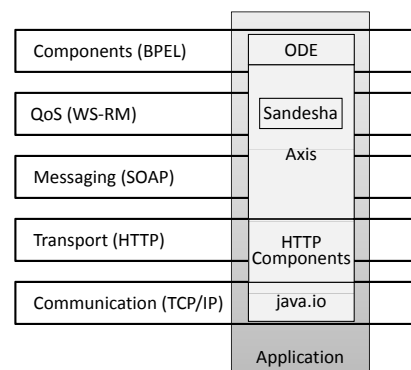 Components (BPEL)
ODE
QoS (WS-RM)
Sandesha
Axis
Messaging (SOAP)
Transport (HTTP)
HTTP
Components
Communication (TCP/IP)
java.io
Application